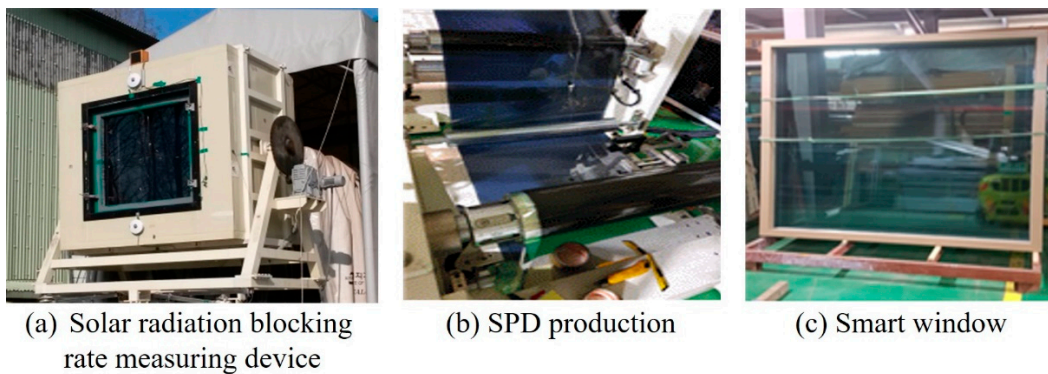 (a) Solar radiation blocking
rate measuring device
(b) SPD production
(c) Smart window